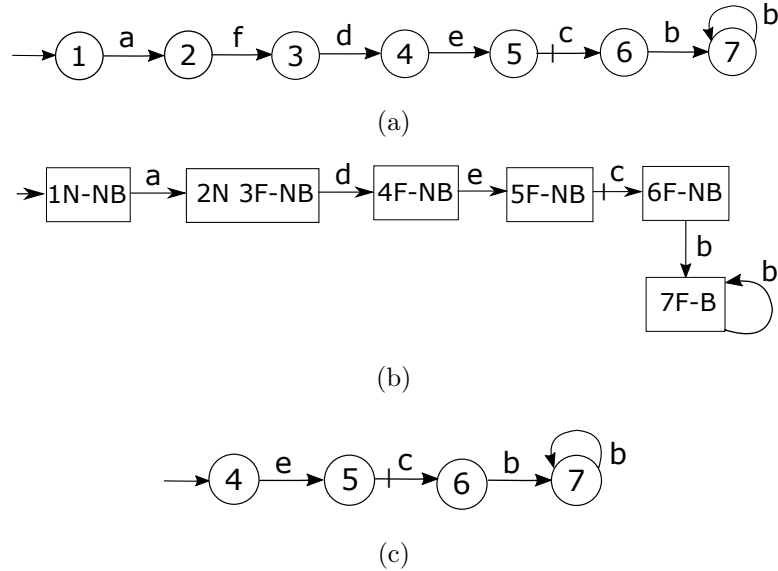 a f d e c b b
1 2 3 4 5 6 7
(a)
a d e c
1N-NB 2N 3F-NB 4F-NB 5F-NB 6F-NB
b
b
7F-B
(b)
e c b b
4 5 6 7
(c)